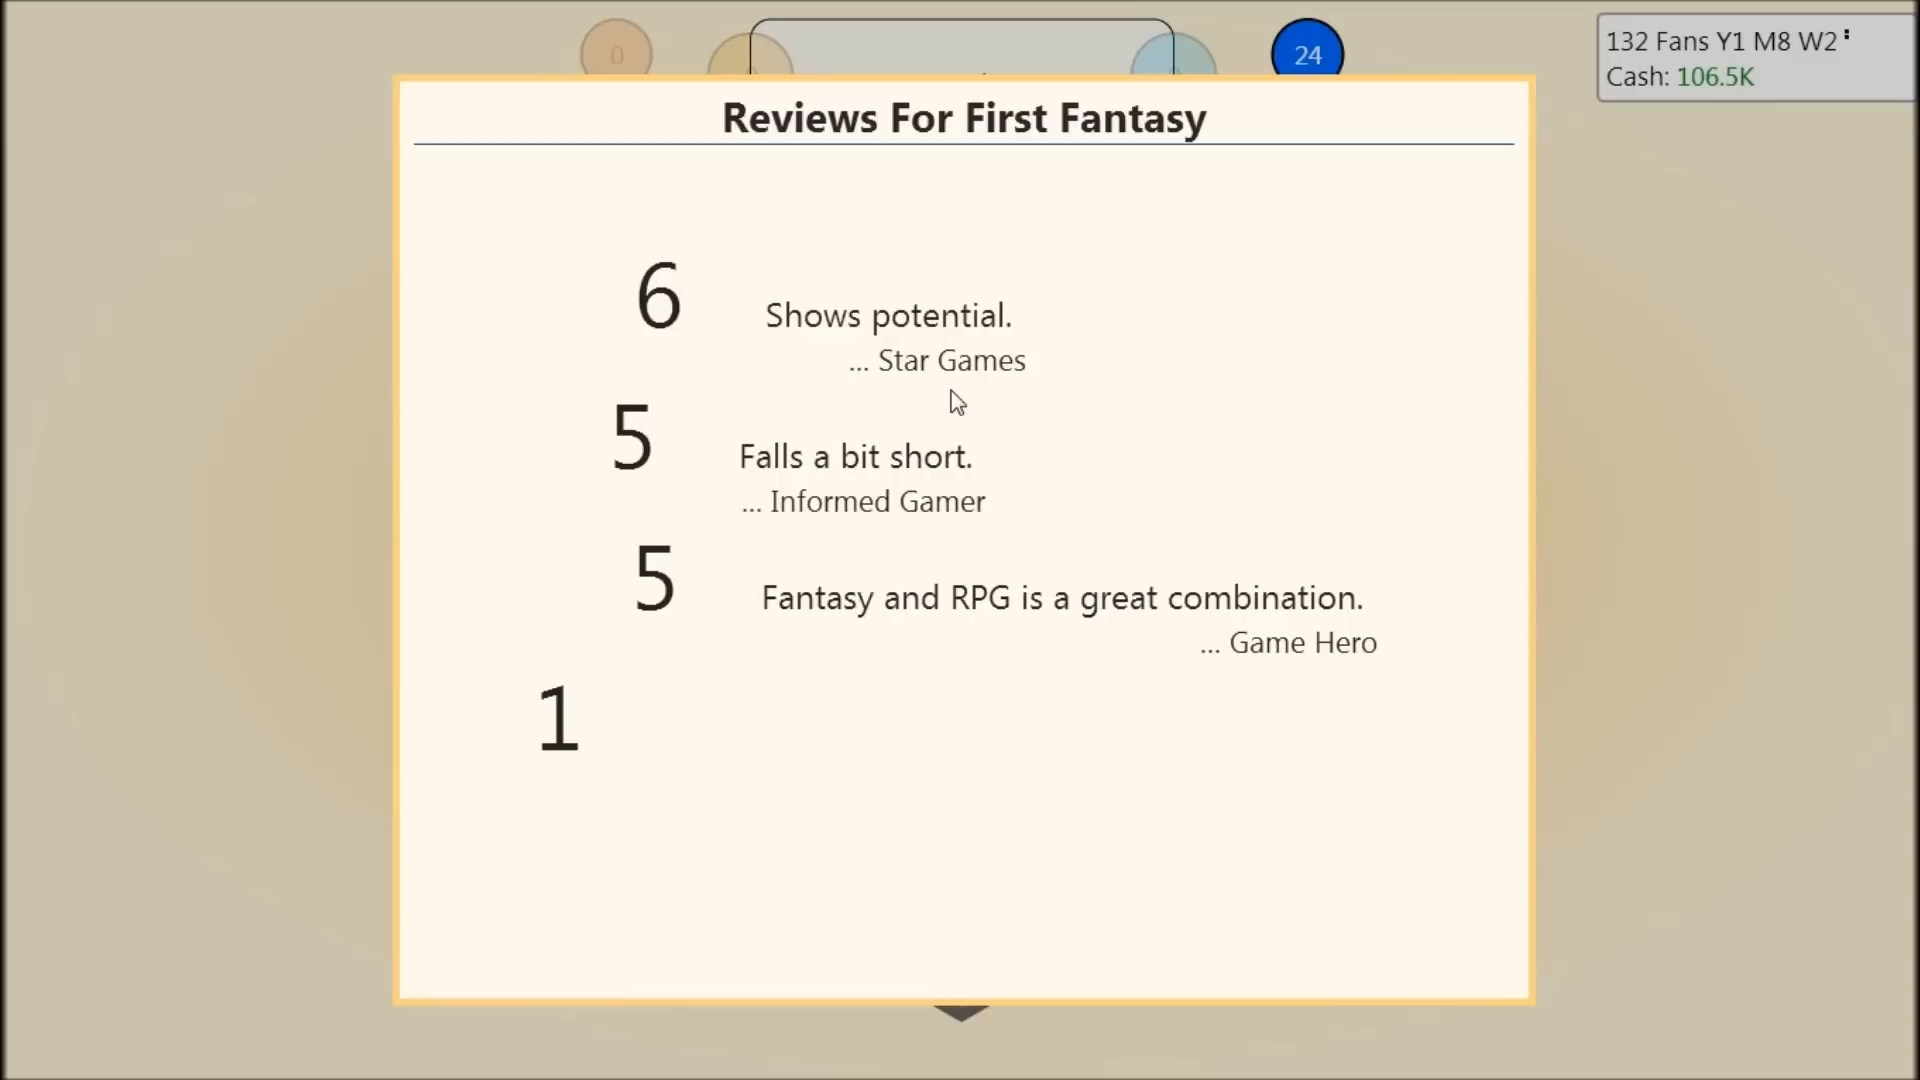 0
24
132 Fans Y1 M8 W2
Cash: 106.5K
Reviews For First Fantasy
6
Shows potential.
... Star Games
5
Falls a bit short.
... Informed Gamer
5
Fantasy and RPG is a great combination.
... Game Hero
1